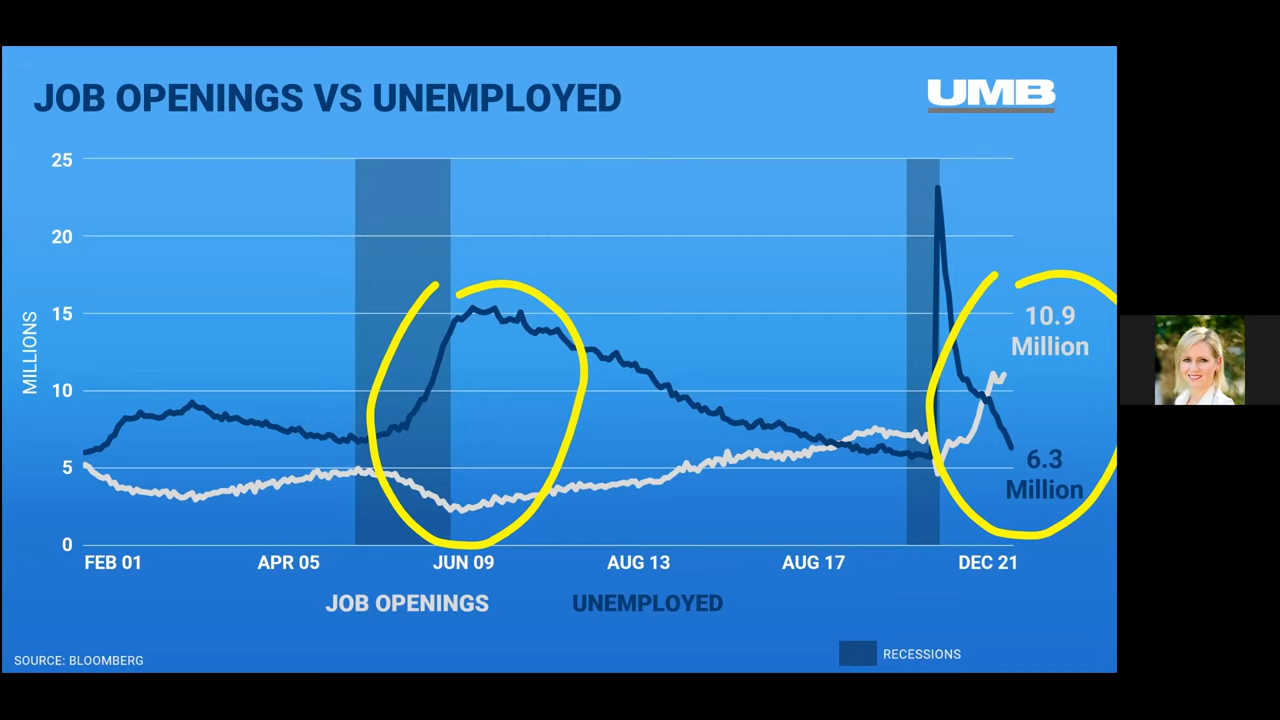 JOB OPENINGS VS UNEMPLOYED
UMB
25
20
15
10
5
0
MILLIONS
10.9
Million
6.3
Million
FEB 01 APR 05 JUN 09 AUG 13 AUG 17 DEC 21
JOB OPENINGS UNEMPLOYED
RECESSIONS
SOURCE: BLOOMBERG